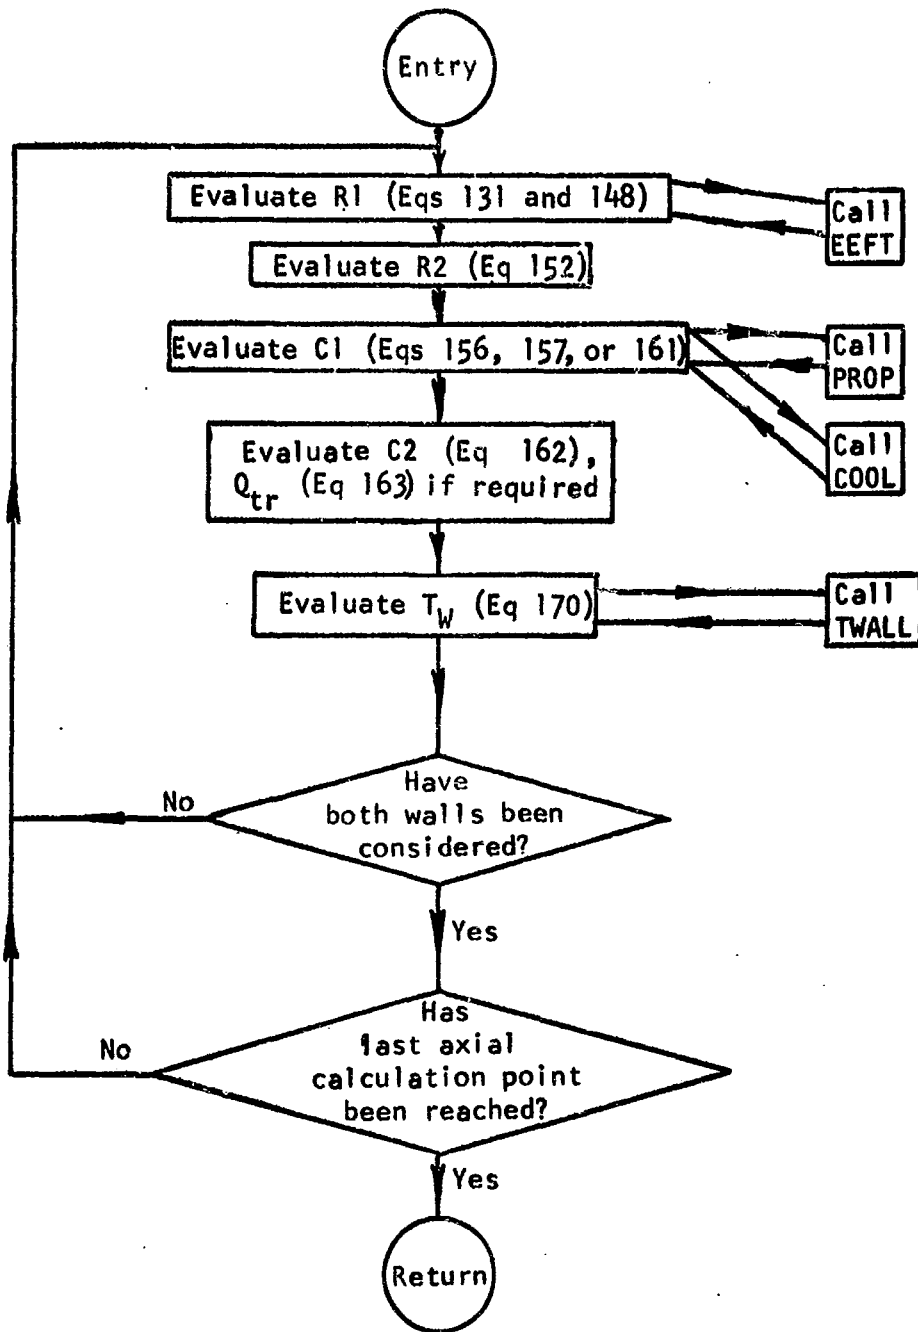 Entry
Evaluate R1 (Eqs 131 and 148)
Call
EEFT
Evaluate R2 (Eq 152)
Evaluate C1 (Eqs 156, 157, or 161)
Call
PROP
Call
COOL
Evaluate C2 (Eq 162),
Qtr (Eq 163) if required
Evaluate TW (Eq 170)
Call
TWALL
Have
both walls been
considered?
No
Yes
Has
last axial
calculation point
been reached?
No
Yes
Return